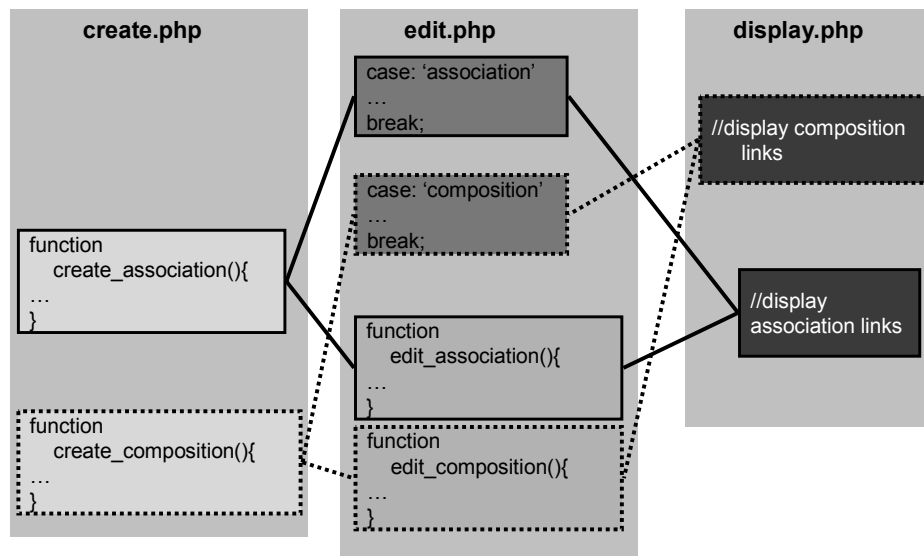 create.php
function
create_association(){
…
}
function
create_composition(){
…
}
edit.php
case: ‘association’
…
break;
case: ‘composition’
…
break;
function
edit_association(){
…
}
function
edit_composition(){
…
}
display.php
//display composition
links
//display
association links